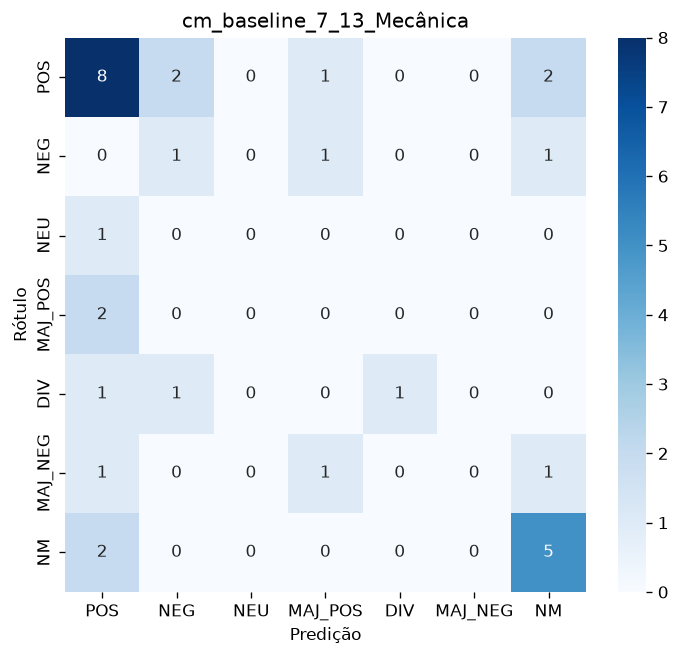 cm_baseline_7_13_Mecânica
POS 8 2 0 1 0 0 2
NEG 0 1 0 1 0 0 1
NEU 1 0 0 0 0 0 0
MAJ_POS 2 0 0 0 0 0 0
DIV 1 1 0 0 1 0 0
MAJ_NEG 1 0 0 1 0 0 1
NM 2 0 0 0 0 0 5
Rótulo
POS NEG NEU MAJ_POS DIV MAJ_NEG NM
Predição
8
7
6
5
4
3
2
1
0